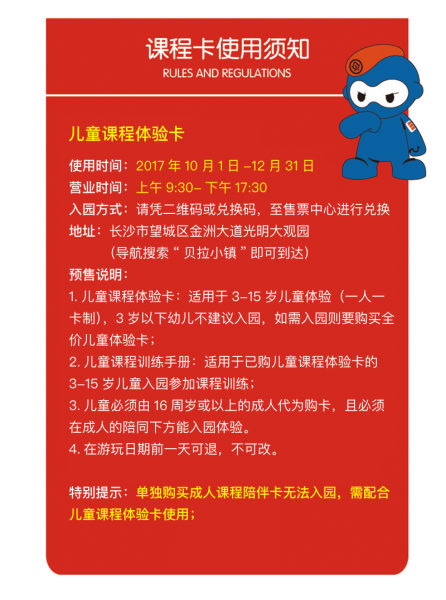 课程卡使用须知
RULES AND REGULATIONS
儿童课程体验卡
使用时间：2017 年 10 月 1 日 –12 月 31 日
营业时间：上午 9:30– 下午 17:30
入园方式：请凭二维码或兑换码，至售票中心进行兑换
地址：长沙市望城区金洲大道光明大观园
（导航搜索“ 贝拉小镇 ” 即可到达）
预售说明：
1. 儿童课程体验卡：适用于 3-15 岁儿童体验（一人一
卡制），3 岁以下幼儿不建议入园，如需入园则要购买全
价儿童体验卡；
2. 儿童课程训练手册：适用于已购儿童课程体验卡的
3-15 岁儿童入园参加课程训练；
3. 儿童必须由 16 周岁或以上的成人代为购卡，且必须
在成人的陪同下方能入园体验。
4. 在游玩日期前一天可退，不可改。
特别提示：单独购买成人课程陪伴卡无法入园，需配合
儿童课程体验卡使用；